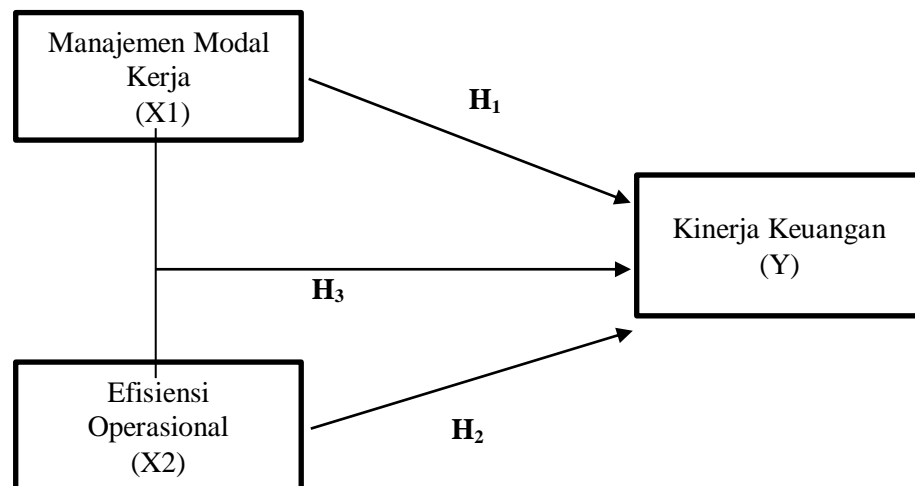 Manajemen Modal
Kerja
(X1)
H₁
Kinerja Keuangan
(Y)
H₃
Efisiensi
Operasional
(X2)
H₂